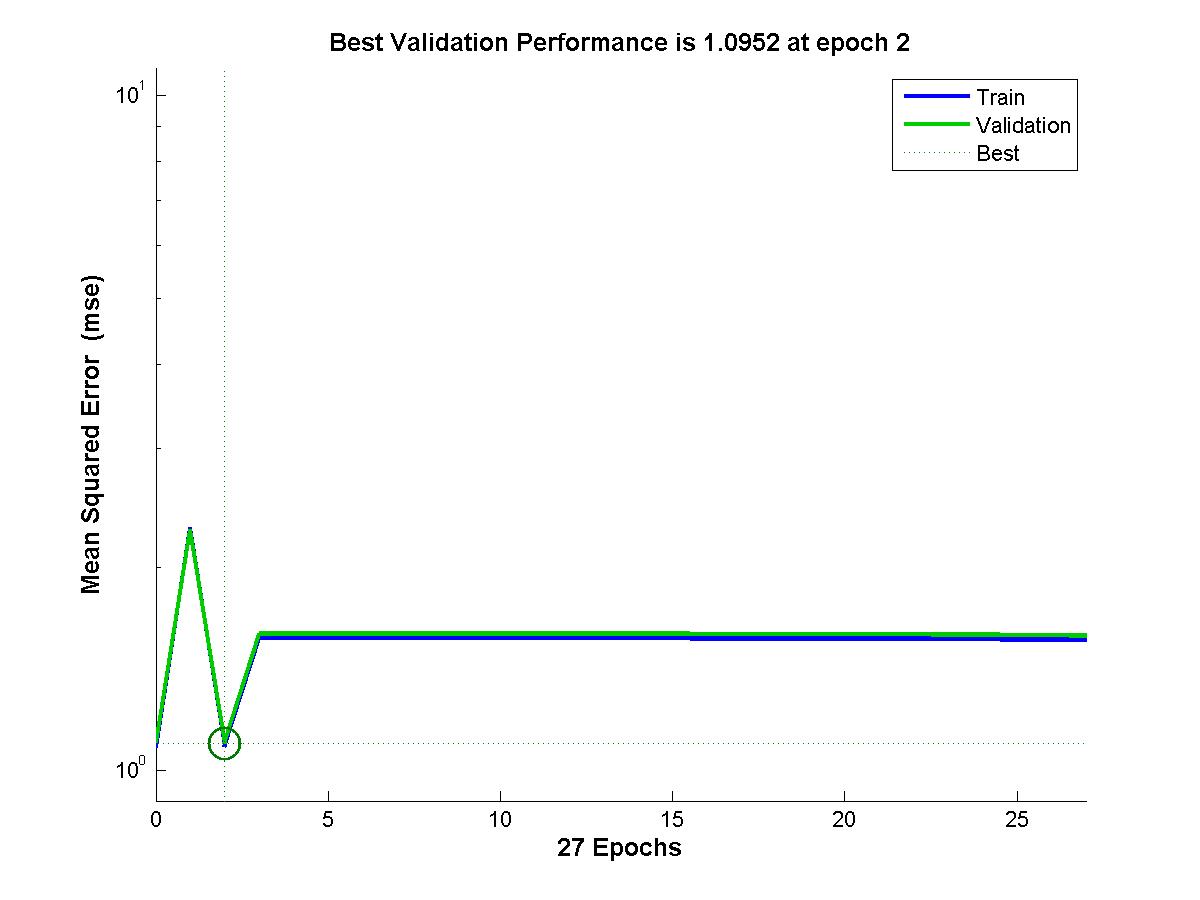 Best Validation Performance is 1.0952 at epoch 2
10^1
Train
Validation
Best
Mean Squared Error (mse)
10^0
0 5 10 15 20 25
27 Epochs